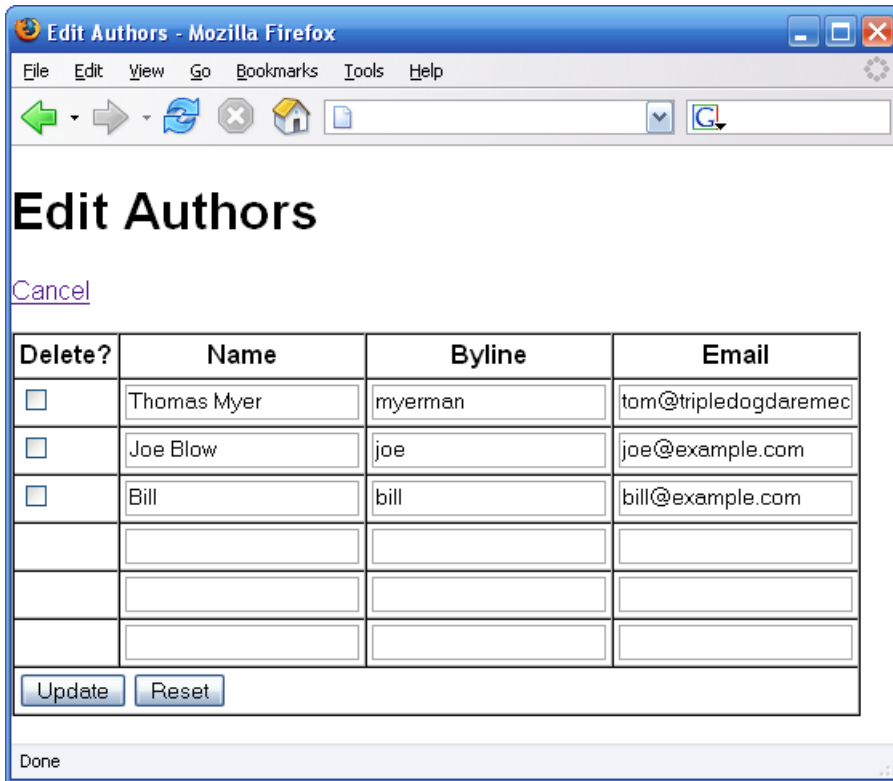 Edit Authors - Mozilla Firefox
File Edit View Go Bookmarks Tools Help
G
Edit Authors
Cancel
Delete? Name Byline Email
Thomas Myer myerman tom@tripledogdaremec
Joe Blow joe joe@example.com
Bill bill bill@example.com
Update Reset
Done